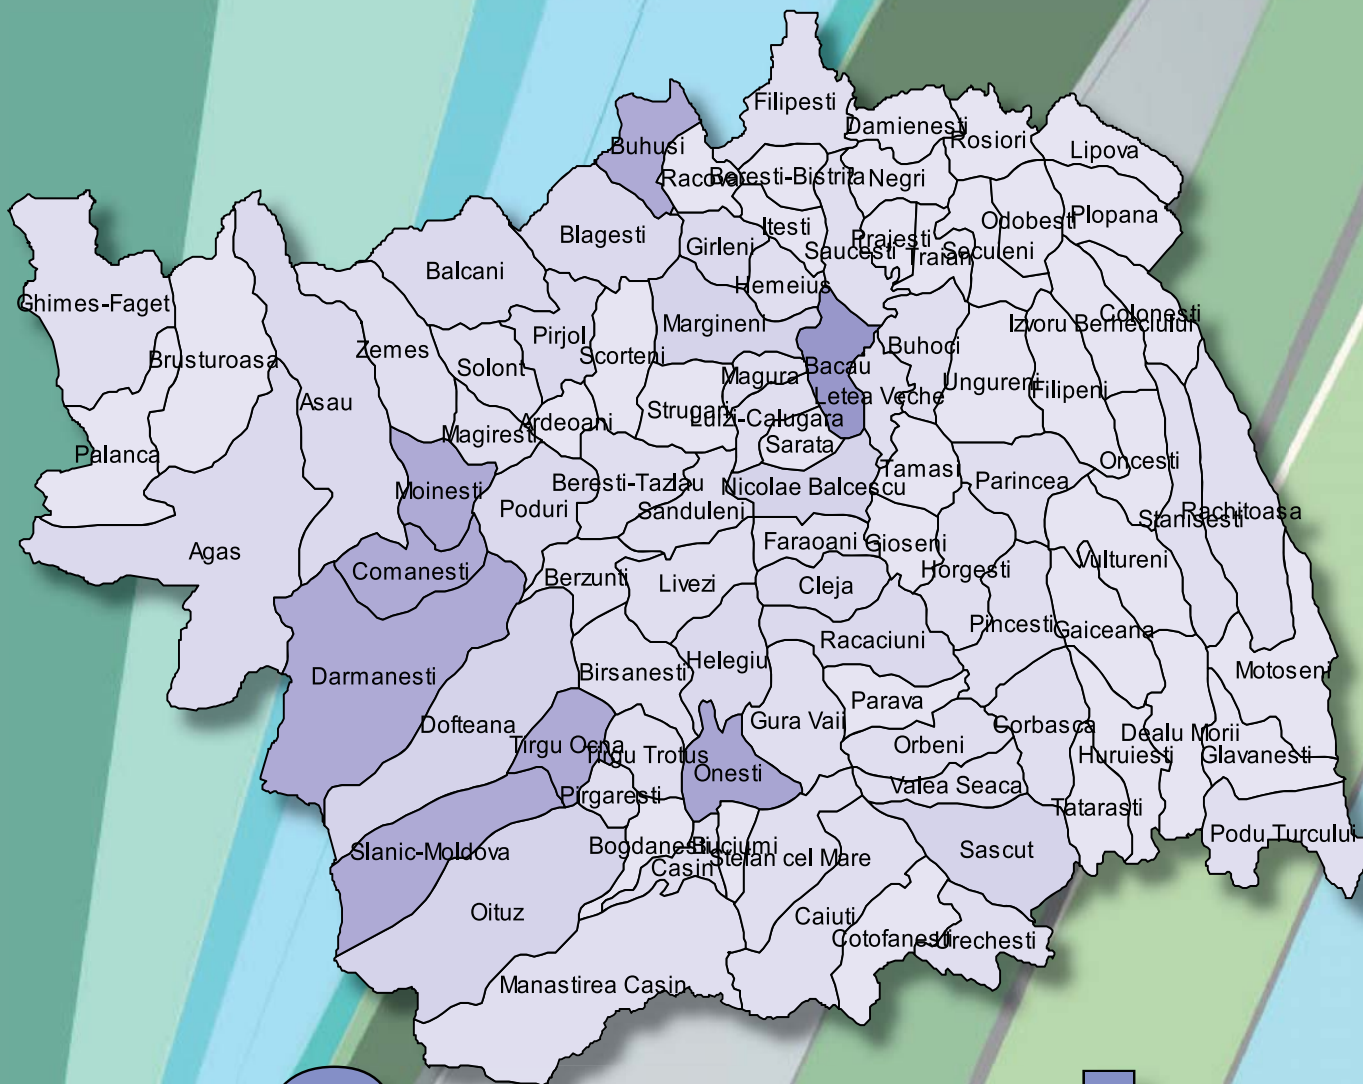 Filipesti
Damienesti
Rosiori
Lipova
Buhusi
Racova
Beresti-Bistrita
Negri
Blagesti
Girleni
Itesti
Saucesti
Prajesti
Traian
Secuieni
Odobesti
Plopana
Balcani
Hemeius
Ghimes-Faget
Brusturoasa
Zemes
Solont
Pirjol
Scorteni
Margineni
Bacau
Buhoci
Izvoru Berheciului
Colonesti
Asau
Magura
Letea Veche
Ungureni
Filipeni
Magiresti
Ardeoani
Strugari
Luizi-Calugara
Sarata
Palanca
Moinesti
Poduri
Beresti-Tazlau
Sanduleni
Nicolae Balcescu
Tamasi
Parincea
Oncesti
Stanisesti
Rachitoasa
Agas
Comanesti
Berzunti
Livezi
Faraoani
Gioseni
Cleja
Horgesti
Vultureni
Darmanesti
Birsanesti
Helegiu
Racaciuni
Pincesti
Gaiceana
Motoseni
Dofteana
Tirgu Ocna
Tirgu Trotus
Onesti
Gura Vaii
Parava
Orbeni
Corbasca
Huruiesti
Dealu Morii
Glavanesti
Pirgaresti
Valea Seaca
Tatarasti
Podu Turcului
Slanic-Moldova
Bogdanesti
Buciumi
Casin
Stefan cel Mare
Sascut
Oituz
Caiuti
Cotofanesti
Urechesti
Manastirea Casin